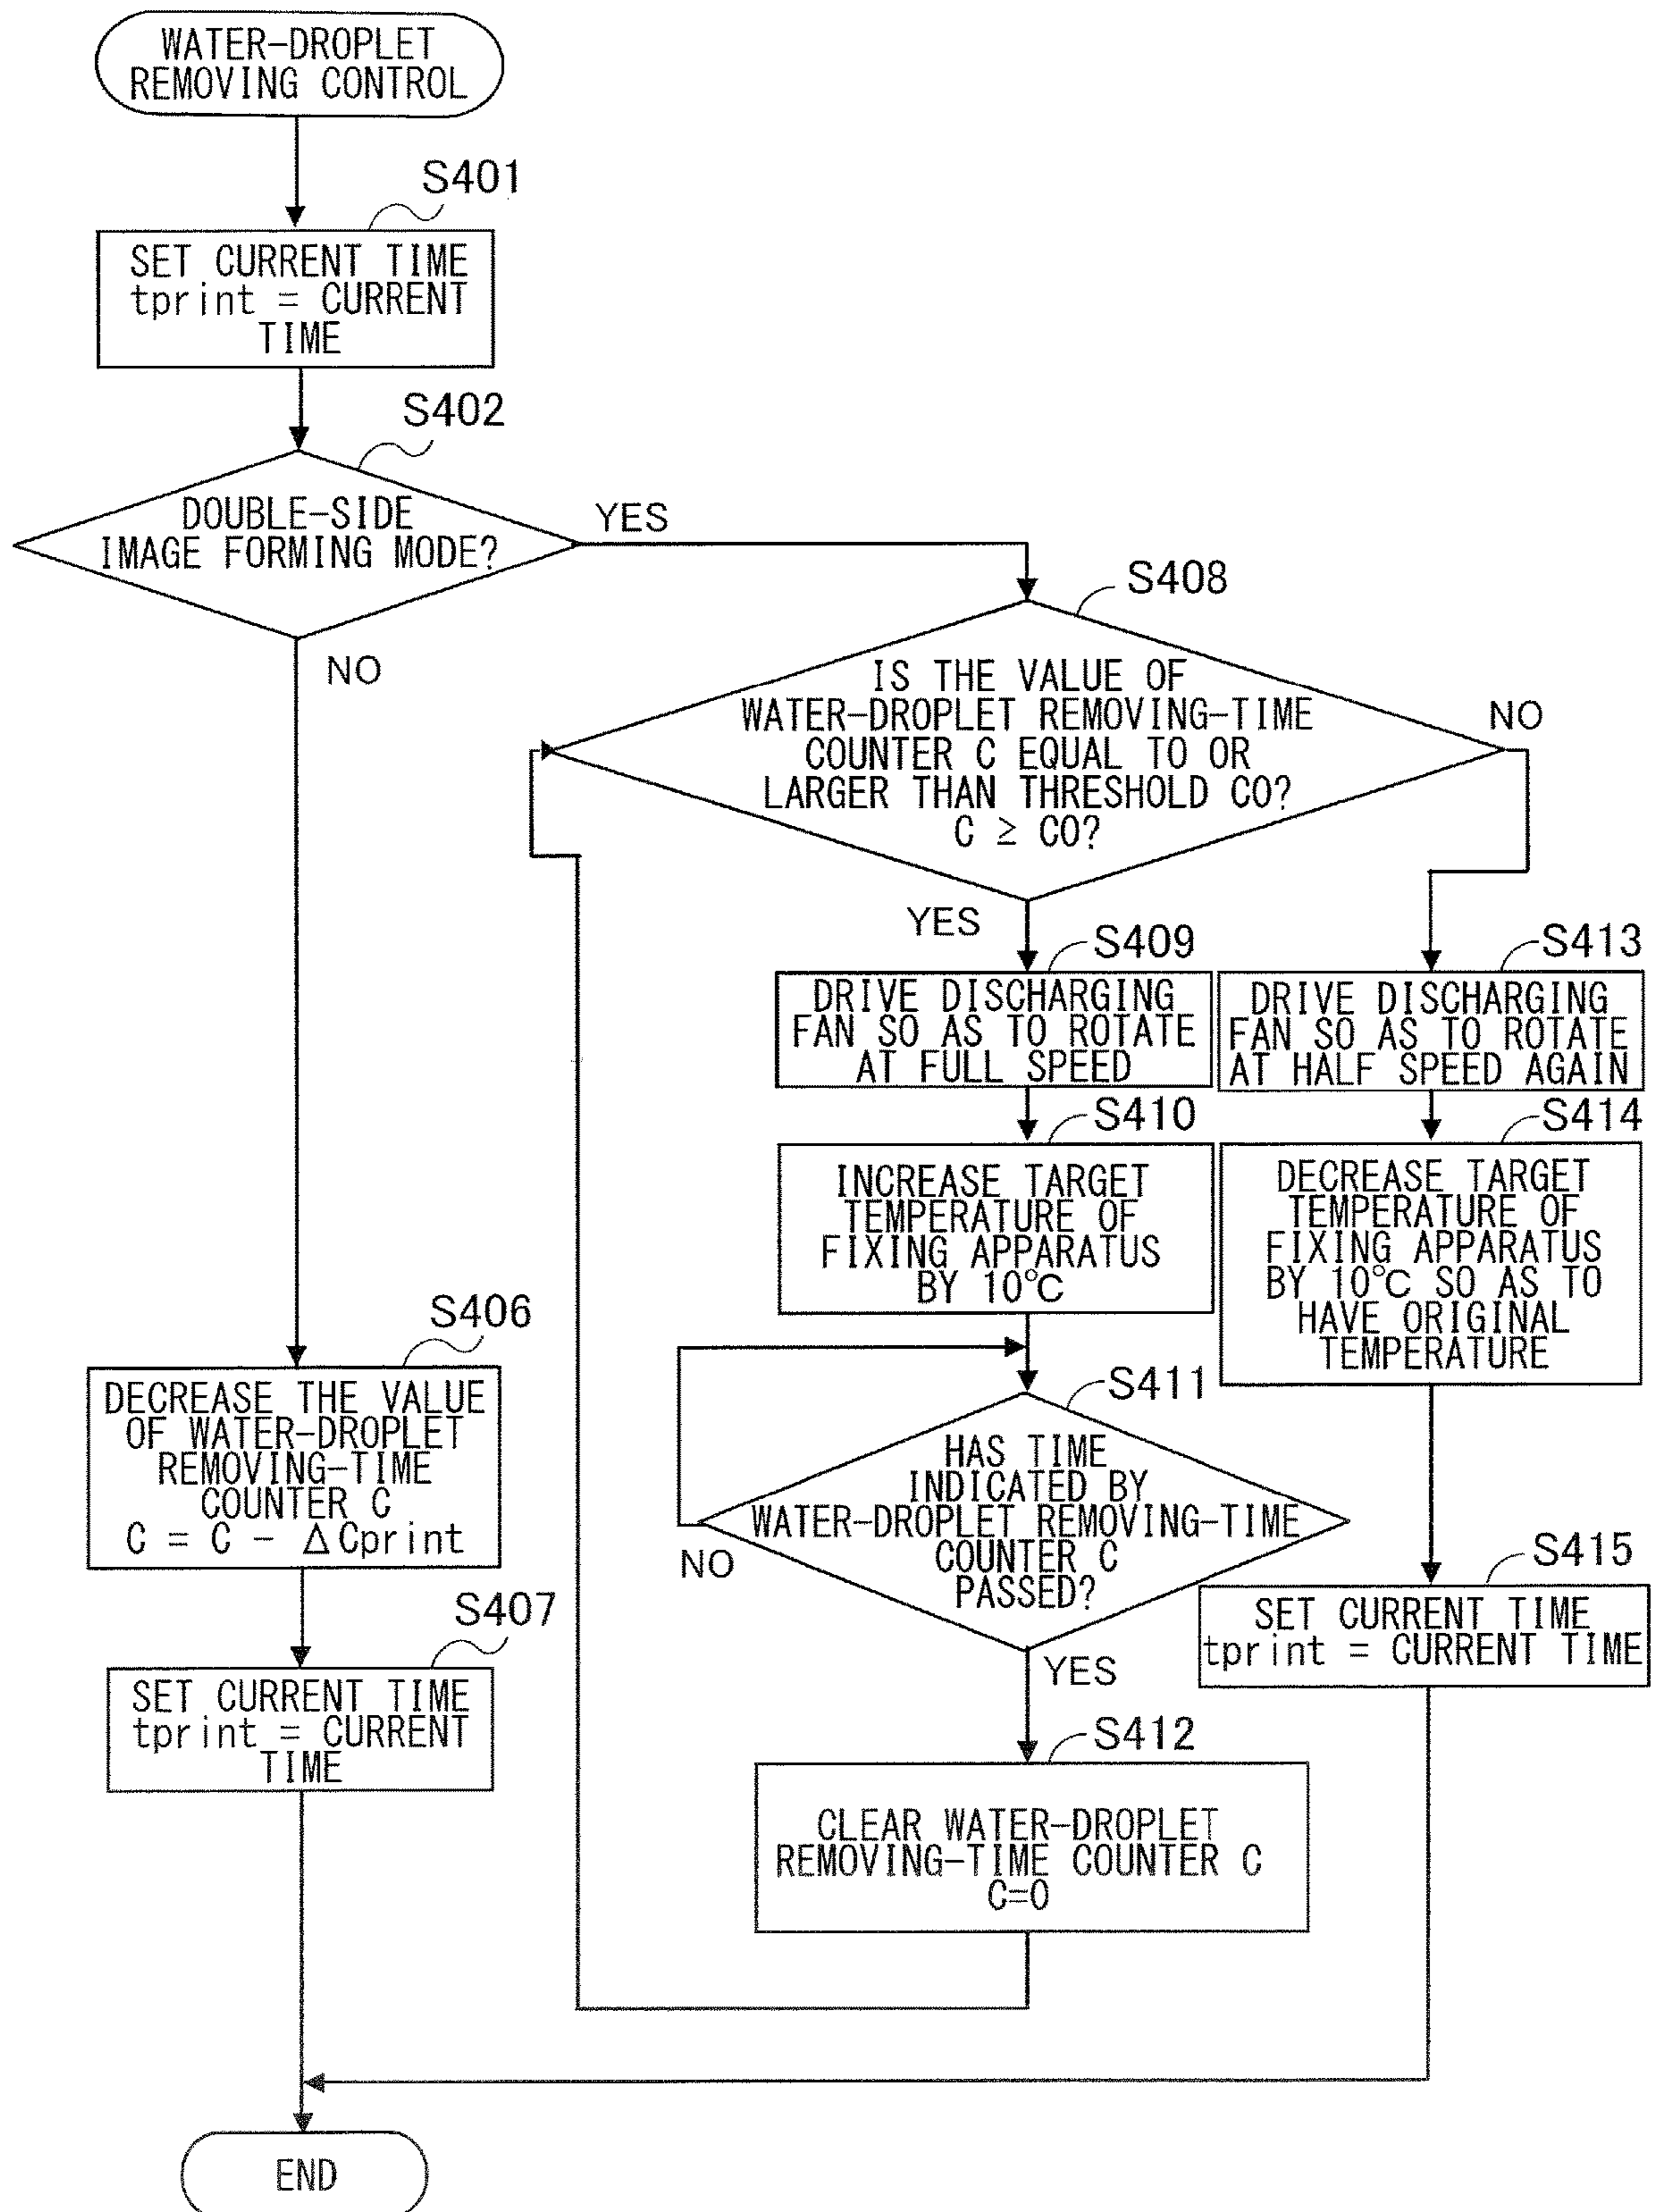 WATER-DROPLET
REMOVING CONTROL
S401
SET CURRENT TIME
tprint = CURRENT
TIME
S402
DOUBLE-SIDE
IMAGE FORMING MODE?
YES
NO
S408
IS THE VALUE OF
WATER-DROPLET REMOVING-TIME
COUNTER C EQUAL TO OR
LARGER THAN THRESHOLD C0?
C ≥ C0?
NO
YES
S409
DRIVE DISCHARGING
FAN SO AS TO ROTATE
AT FULL SPEED
S413
DRIVE DISCHARGING
FAN SO AS TO ROTATE
AT HALF SPEED AGAIN
S410
INCREASE TARGET
TEMPERATURE OF
FIXING APPARATUS
BY 10℃
S414
DECREASE TARGET
TEMPERATURE OF
FIXING APPARATUS
BY 10℃ SO AS TO
HAVE ORIGINAL
TEMPERATURE
S406
DECREASE THE VALUE
OF WATER-DROPLET
REMOVING-TIME
COUNTER C
C = C - ΔCprint
S411
HAS TIME
INDICATED BY
WATER-DROPLET REMOVING-TIME
COUNTER C
PASSED?
NO
YES
S415
SET CURRENT TIME
tprint = CURRENT TIME
S407
SET CURRENT TIME
tprint = CURRENT
TIME
S412
CLEAR WATER-DROPLET
REMOVING-TIME COUNTER C
C=0
END